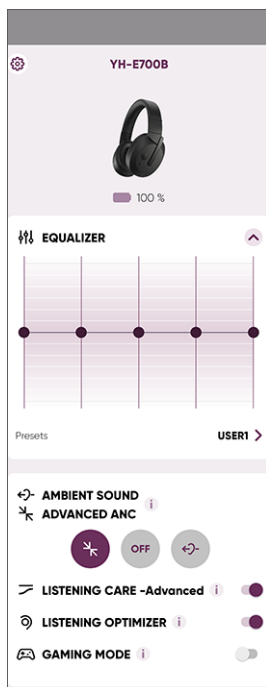 YH-E700B
100 %
EQUALIZER
Presets USER1
AMBIENT SOUND i
ADVANCED ANC
OFF
LISTENING CARE -Advanced i
LISTENING OPTIMIZER i
GAMING MODE i